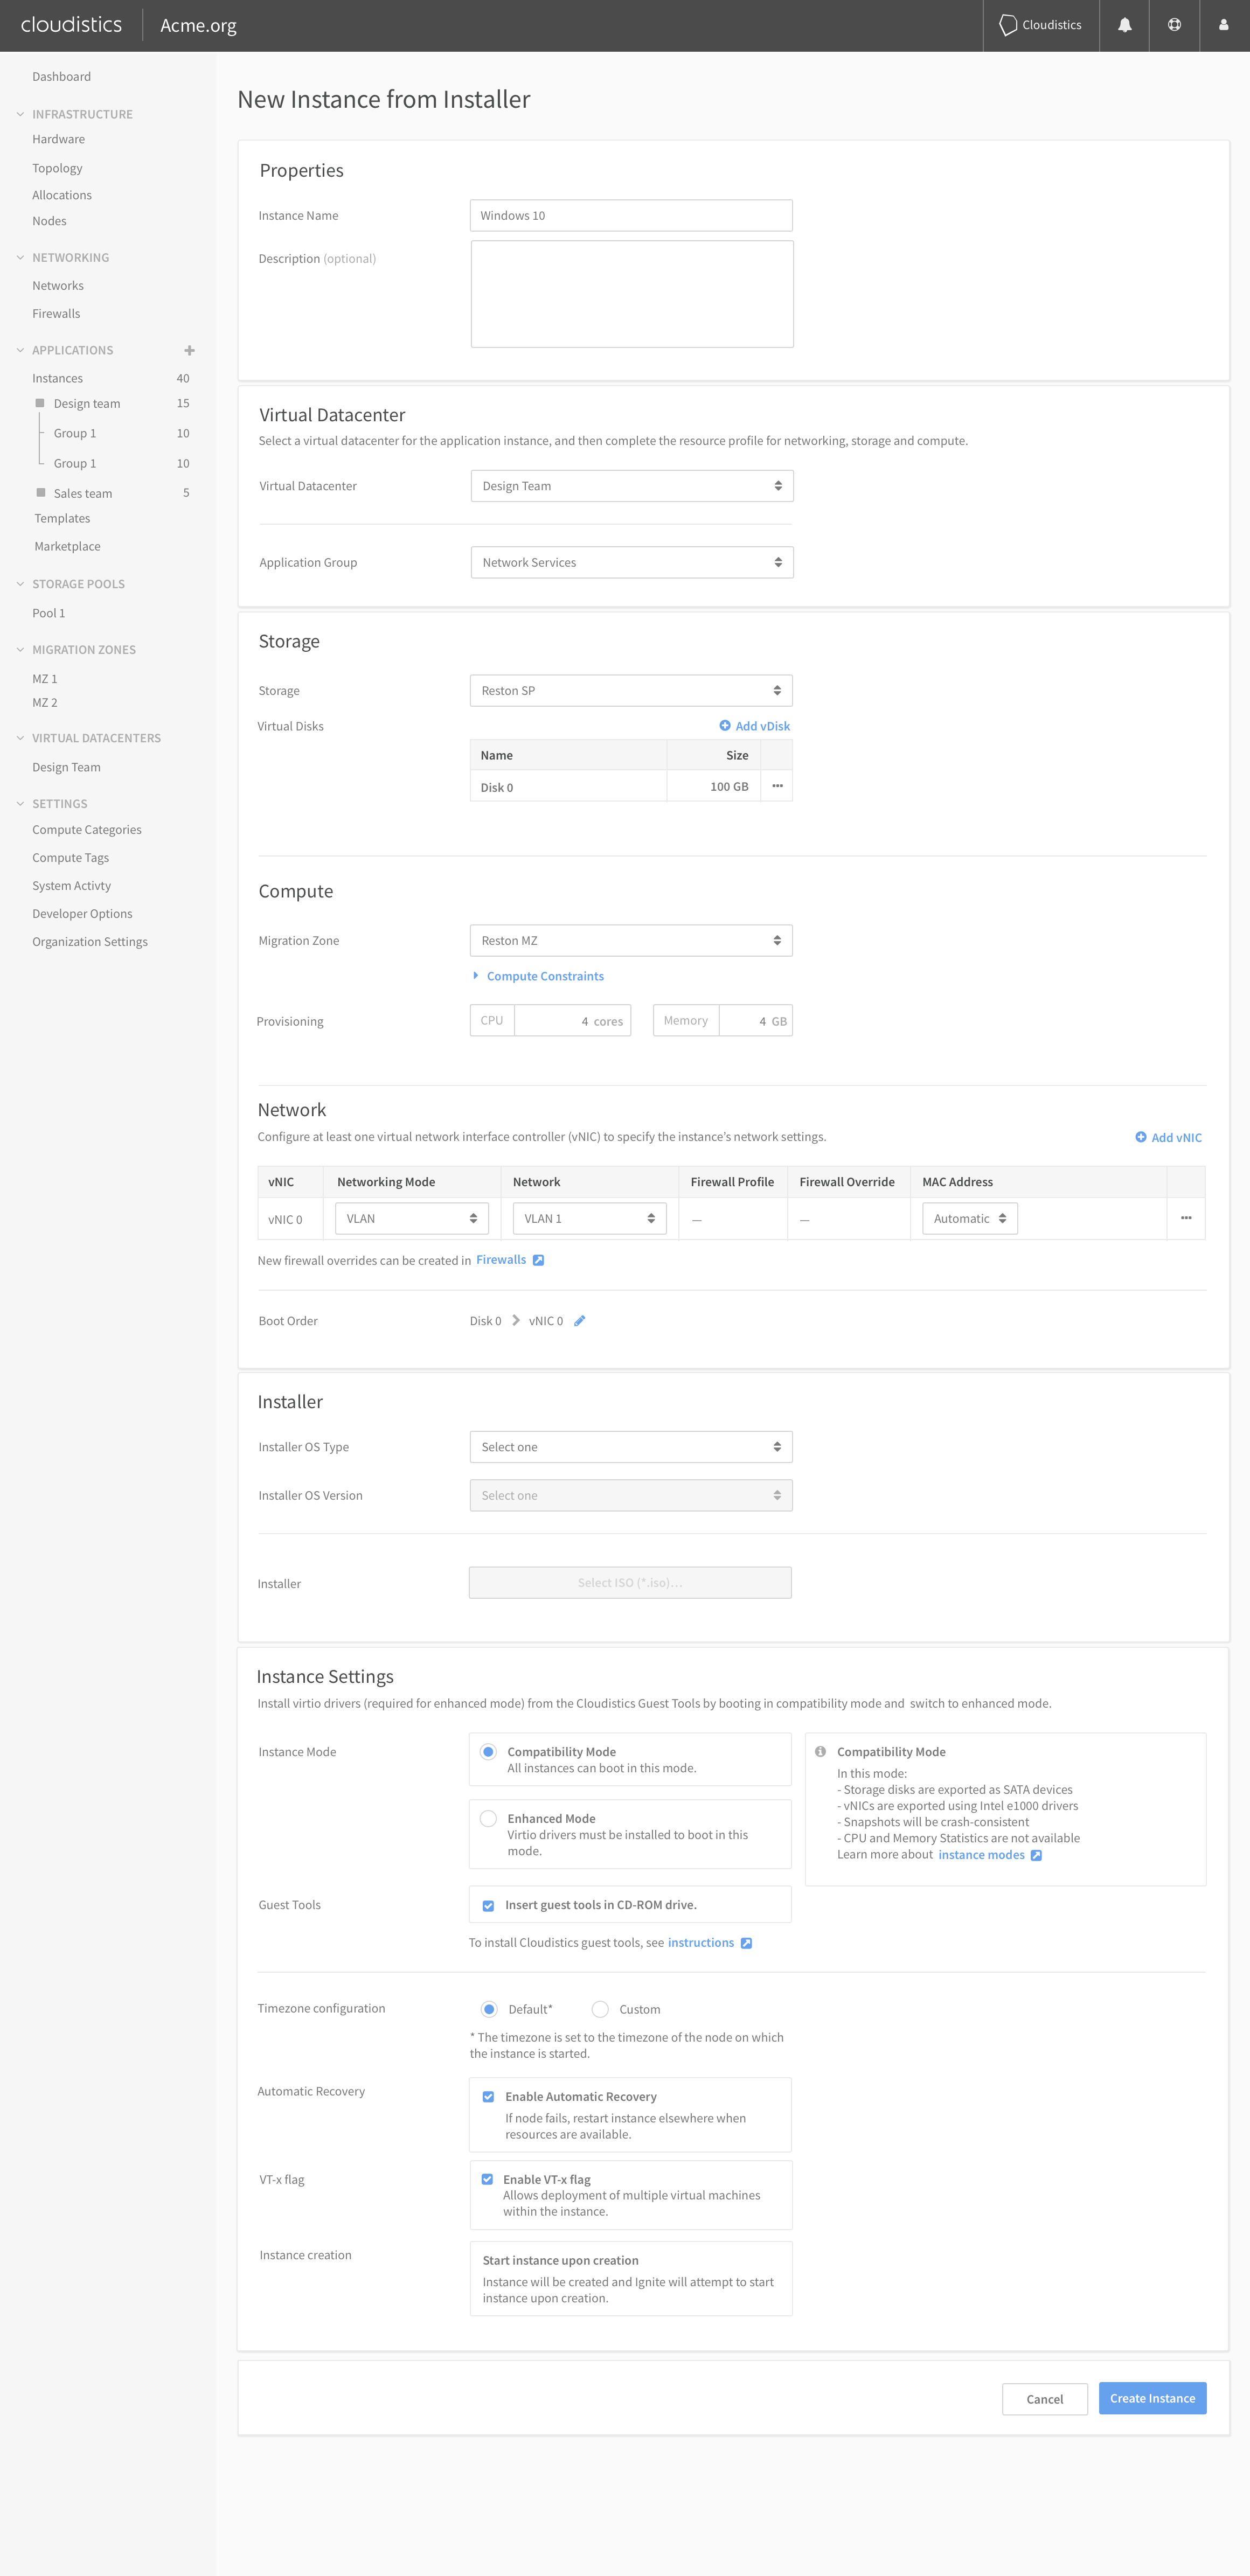 cloudistics
Acme.org
Cloudistics
Dashboard
INFRASTRUCTURE
Hardware
Topology
Allocations
Nodes
NETWORKING
Networks
Firewalls
APPLICATIONS
Instances 40
Design team 15
Group 1 10
Group 1 10
Sales team 5
Templates
Marketplace
STORAGE POOLS
Pool 1
MIGRATION ZONES
MZ 1
MZ 2
VIRTUAL DATACENTERS
Design Team
SETTINGS
Compute Categories
Compute Tags
System Activty
Developer Options
Organization Settings
New Instance from Installer
Properties
Instance Name Windows 10
Description (optional)
Virtual Datacenter
Select a virtual datacenter for the application instance, and then complete the resource profile for networking, storage and compute.
Virtual Datacenter Design Team
Application Group Network Services
Storage
Storage Reston SP
Virtual Disks Add vDisk
Name Size
Disk 0 100 GB
Compute
Migration Zone Reston MZ
Compute Constraints
Provisioning CPU 4 cores Memory 4 GB
Network
Configure at least one virtual network interface controller (vNIC) to specify the instance's network settings. Add vNIC
vNIC Networking Mode Network Firewall Profile Firewall Override MAC Address
vNIC 0 VLAN VLAN 1 — — Automatic
New firewall overrides can be created in Firewalls
Boot Order Disk 0 vNIC 0
Installer
Installer OS Type Select one
Installer OS Version Select one
Installer Select ISO (*.iso)...
Instance Settings
Install virtio drivers (required for enhanced mode) from the Cloudistics Guest Tools by booting in compatibility mode and switch to enhanced mode.
Instance Mode
Compatibility Mode
All instances can boot in this mode.
Enhanced Mode
Virtio drivers must be installed to boot in this
mode.
Compatibility Mode
In this mode:
- Storage disks are exported as SATA devices
- vNICs are exported using Intel e1000 drivers
- Snapshots will be crash-consistent
- CPU and Memory Statistics are not available
Learn more about instance modes
Guest Tools Insert guest tools in CD-ROM drive.
To install Cloudistics guest tools, see instructions
Timezone configuration Default* Custom
* The timezone is set to the timezone of the node on which
the instance is started.
Automatic Recovery Enable Automatic Recovery
If node fails, restart instance elsewhere when
resources are available.
VT-x flag Enable VT-x flag
Allows deployment of multiple virtual machines
within the instance.
Instance creation Start instance upon creation
Instance will be created and Ignite will attempt to start
instance upon creation.
Cancel Create Instance